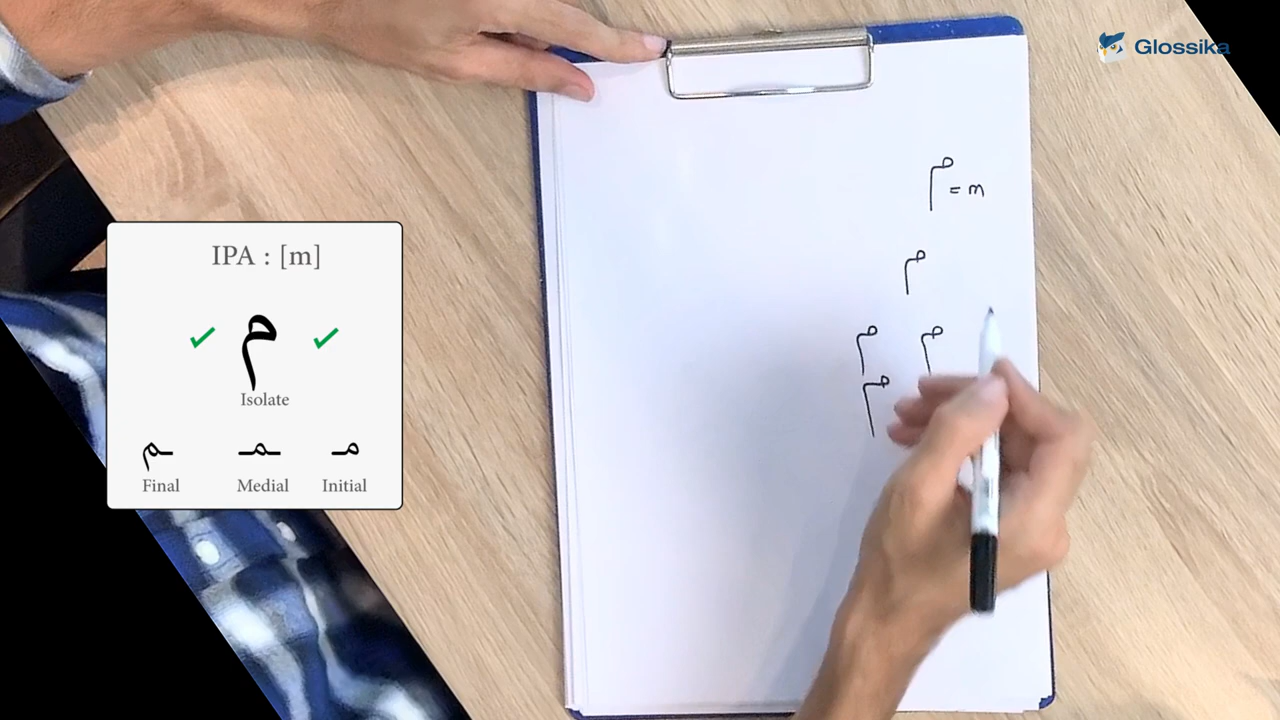 Glossika
IPA : [m]
م
Isolate
ـم ـمـ مـ
Final Medial Initial
م = m
م
م م
م